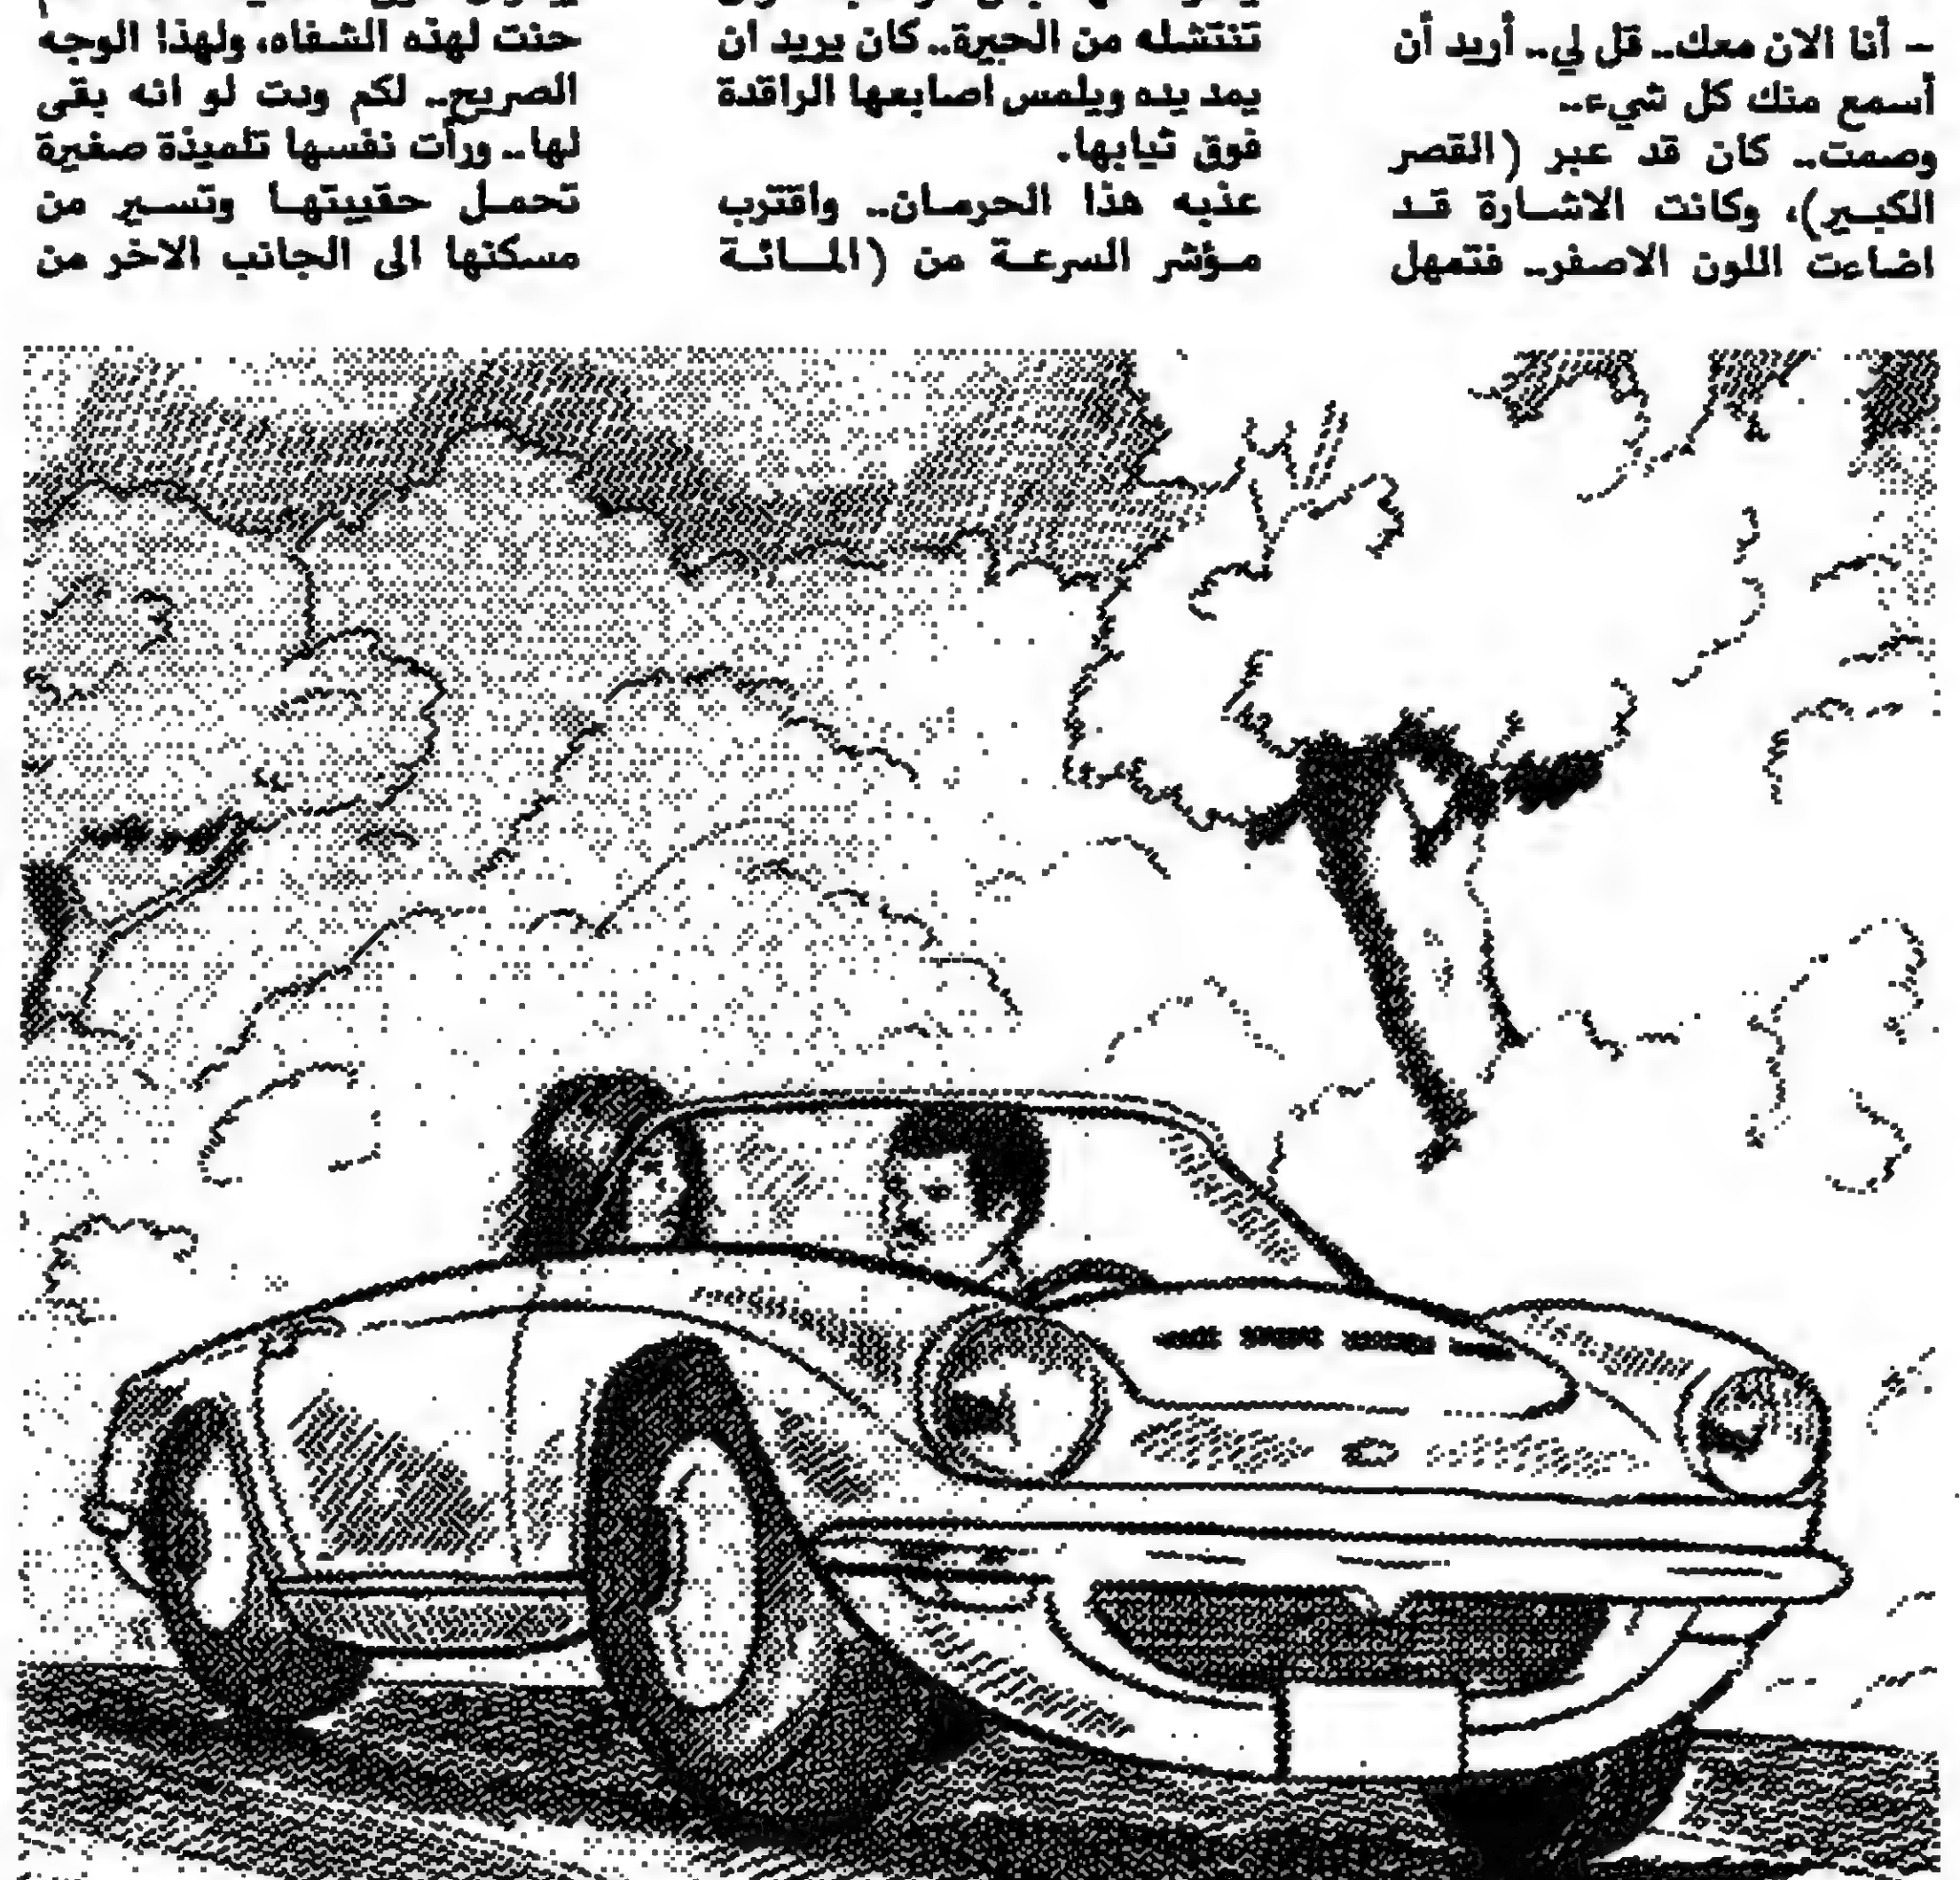 – أنا الان معك.. قل لي.. أريد أن
أسمع منك كل شيء..
وصمت.. كان قد عبر (القصر
الكبير)، وكانت الاشارة قد
اضاءت اللون الاصفر.. فتمهل
تنتشله من الحيرة.. كان يريد ان
يمد يده ويلمس اصابعها الراقدة
فوق ثيابها.
عذبه هذا الحرمان.. واقترب
مؤشر السرعة من (المائة
حنت لهذه الشفاه، ولهذا الوجه
الصريح.. لكم ودت لو انه بقى
لها.. ورأت نفسها تلميذة صغيرة
تحمل حقيبتها وتسير من
مسكنها الى الجانب الاخر من